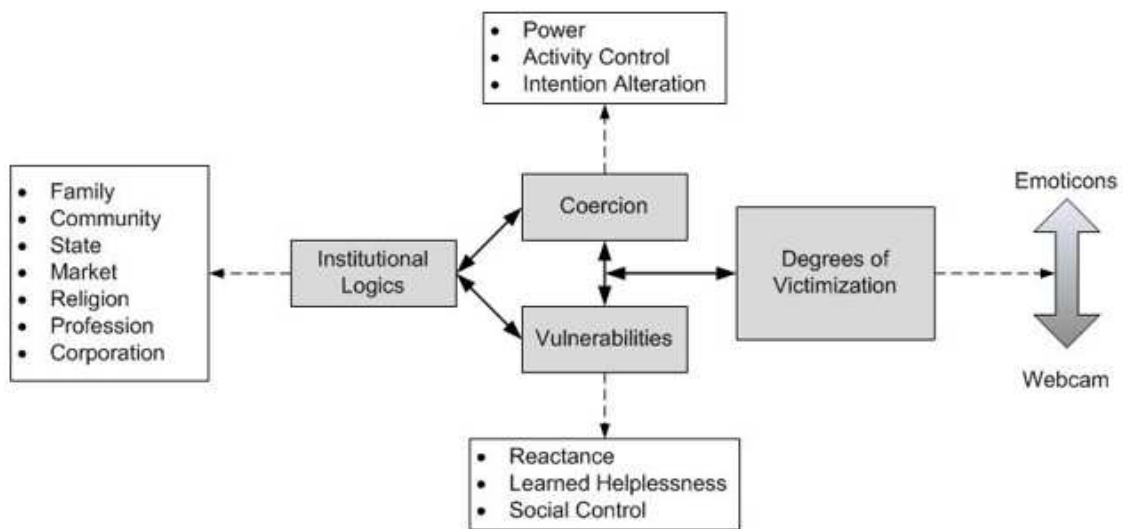 • Power
• Activity Control
• Intention Alteration
• Family
• Community
• State
• Market
• Religion
• Profession
• Corporation
Institutional
Logics
Coercion
Vulnerabilities
Degrees of
Victimization
Emoticons
Webcam
• Reactance
• Learned Helplessness
• Social Control